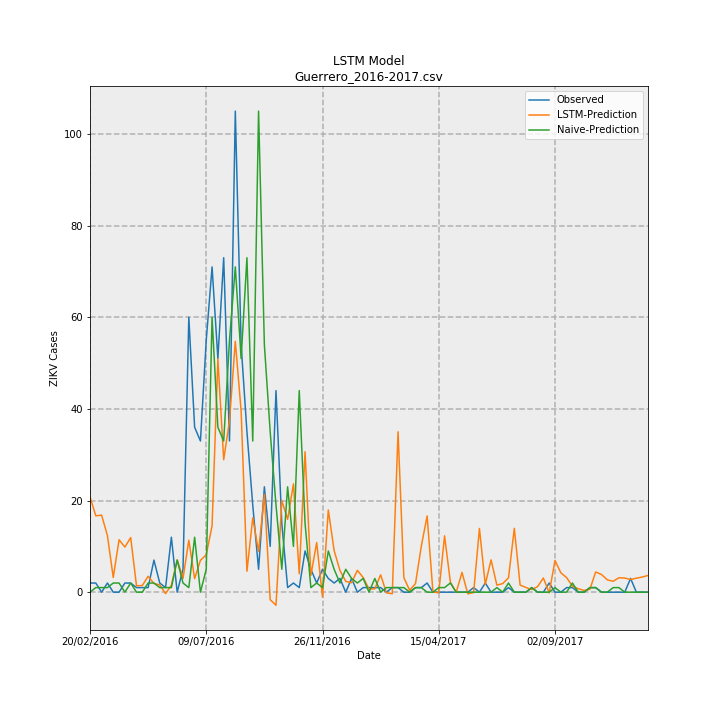 LSTM Model
Guerrero_2016-2017.csv
Observed
LSTM-Prediction
Naive-Prediction
100
80
60
40
20
0
ZIKV Cases
20/02/2016
09/07/2016
26/11/2016
15/04/2017
02/09/2017
Date